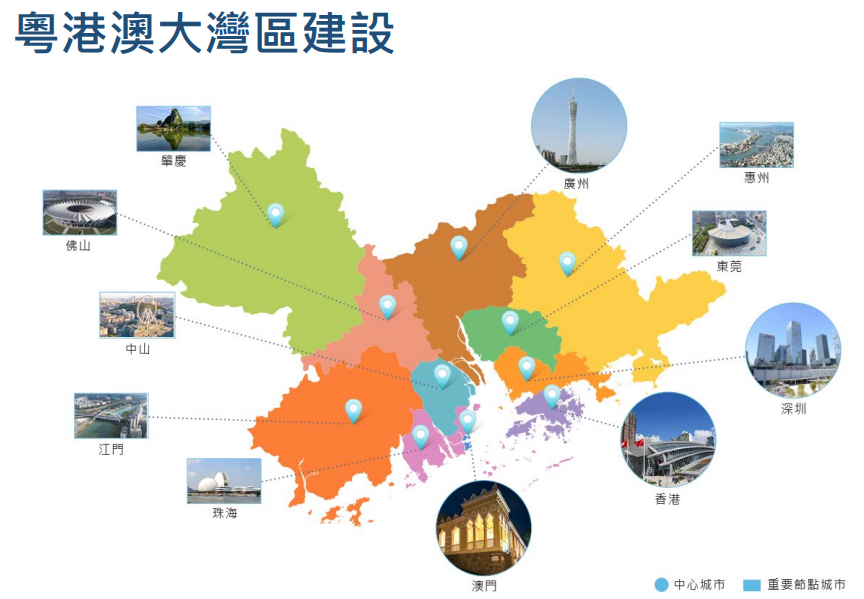 粵港澳大灣區建設
肇慶
廣州
惠州
佛山
東莞
中山
深圳
江門
香港
珠海
澳門
中心城市
重要節點城市